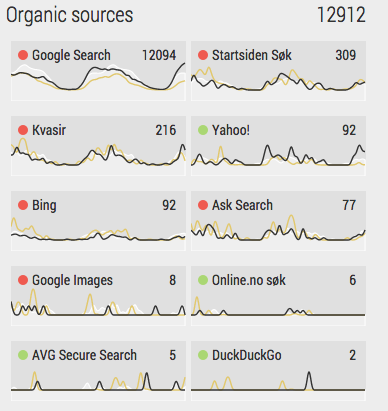 Organic sources 12912
Google Search 12094
Startsiden Søk 309
Kvasir 216
Yahoo! 92
Bing 92
Ask Search 77
Google Images 8
Online.no søk 6
AVG Secure Search 5
DuckDuckGo 2